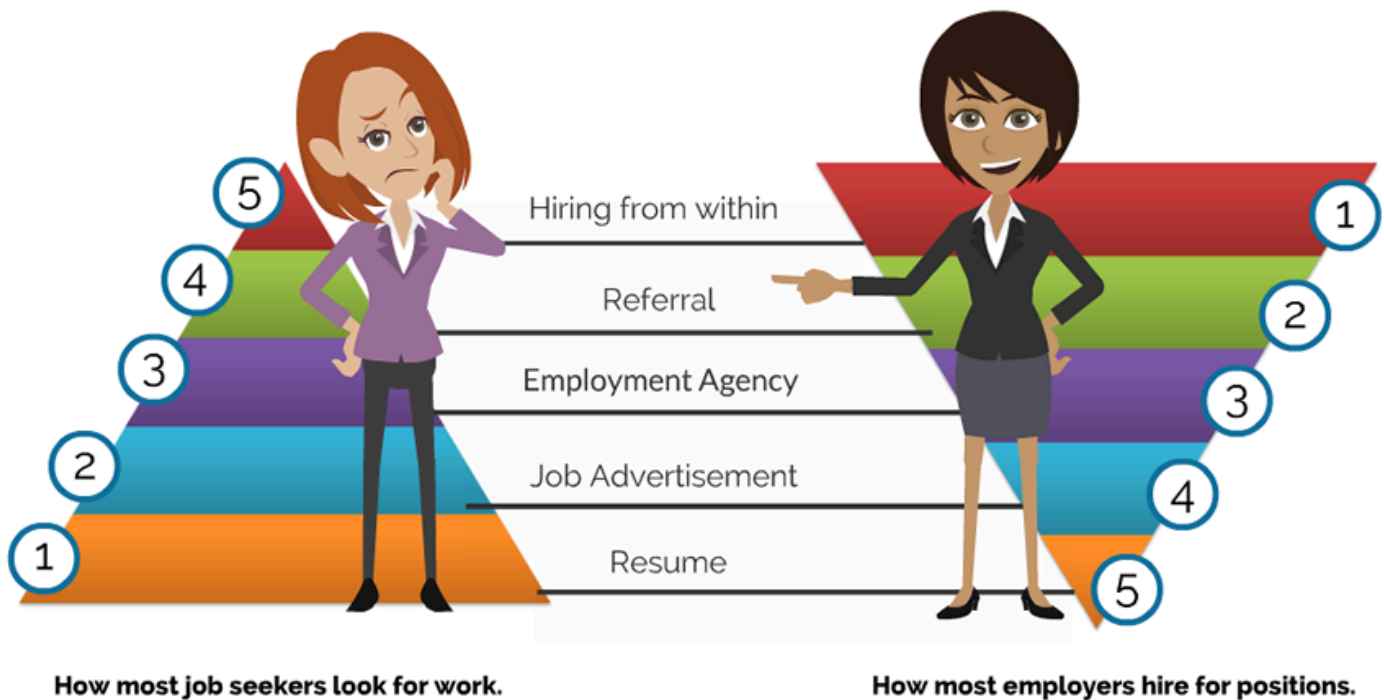 5
Hiring from within
1
4
Referral
2
3
Employment Agency
3
2
Job Advertisement
4
1
Resume
5
How most job seekers look for work.
How most employers hire for positions.